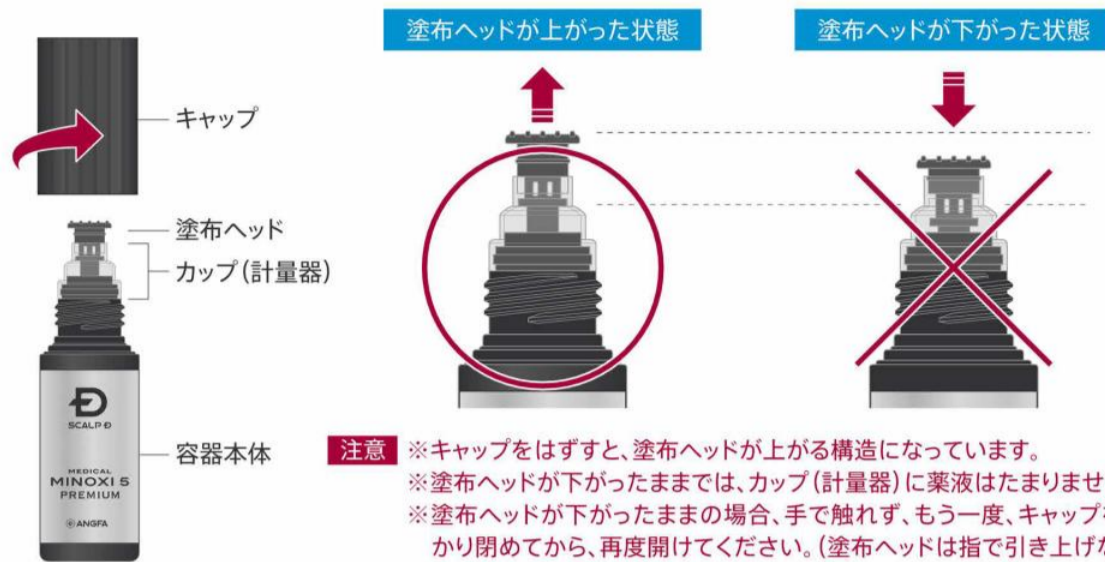 塗布ヘッドが上がった状態
塗布ヘッドが下がった状態
キャップ
塗布ヘッド
カップ（計量器）
容器本体
SCALP D
MEDICAL
MINOXI 5
PREMIUM
ANGFA
注意 ※キャップをはずすと、塗布ヘッドが上がる構造になっています。
※塗布ヘッドが下がったままでは、カップ（計量器）に薬液はたまりませ
※塗布ヘッドが下がったままの場合、手で触れず、もう一度、キャップ
かり閉めてから、再度開けてください。（塗布ヘッドは指で引き上げ